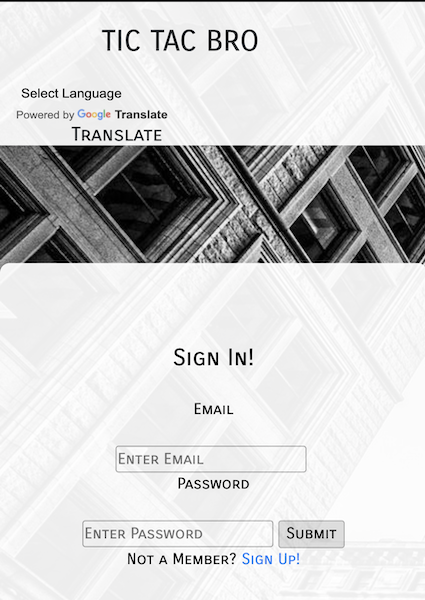 TIC TAC BRO
Select Language
Powered by Google Translate
Translate
Sign In!
Email
Enter Email
Password
Enter Password Submit
Not a Member? Sign Up!